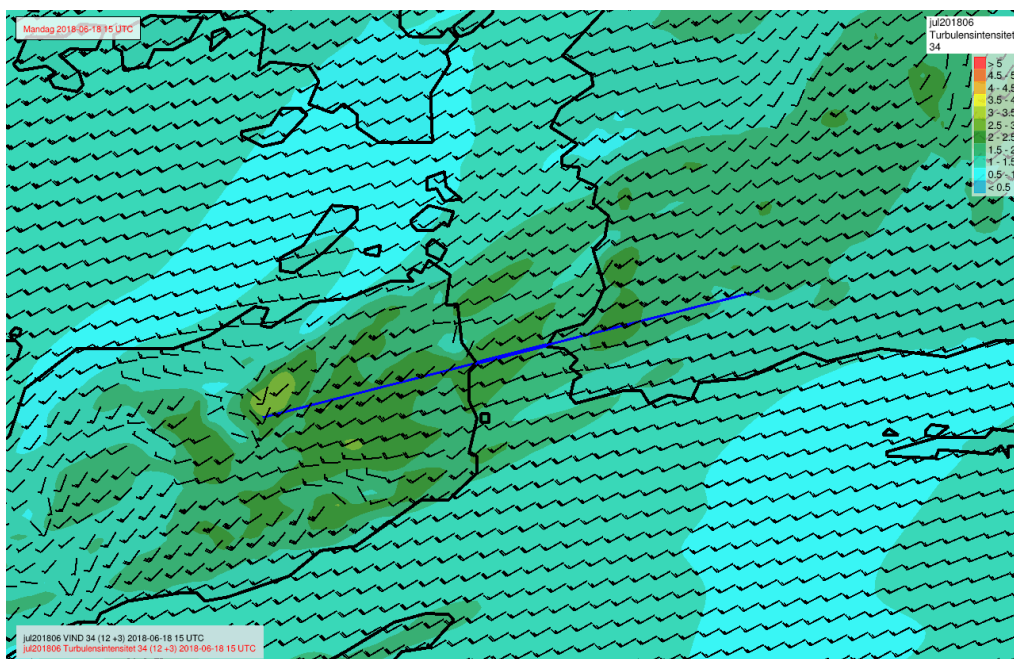 Mandag 2018-06-18 15 UTC
jul201806
Turbulensintensitet
34
> 5
4.5 - 5
4 - 4.5
3.5 - 4
3 - 3.5
2.5 - 3
2 - 2.5
1.5 - 2
1 - 1.5
0.5 - 1
< 0.5
jul201806 VIND 34 (12 +3) 2018-06-18 15 UTC
jul201806 Turbulensintensitet 34 (12 +3) 2018-06-18 15 UTC